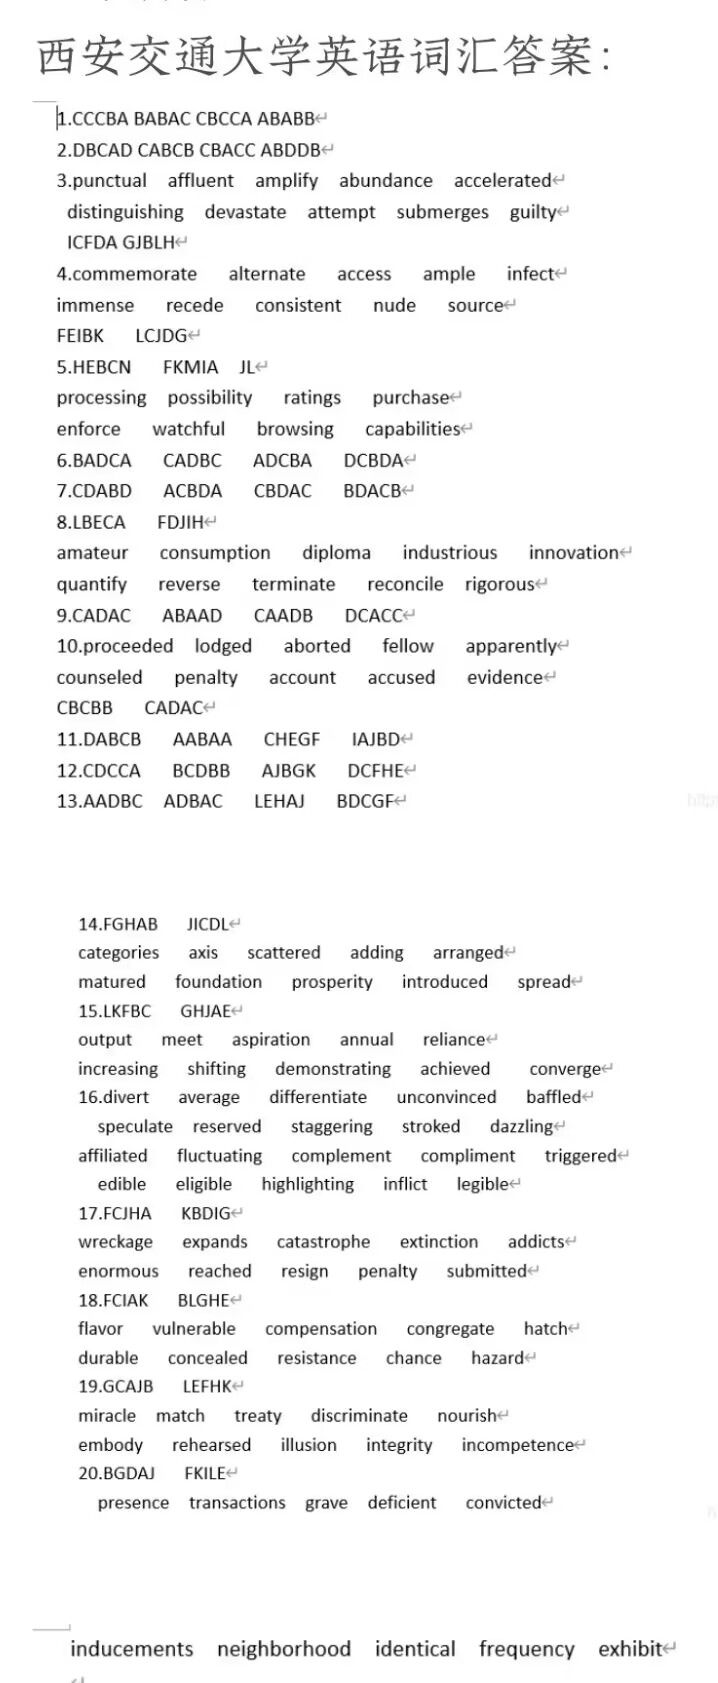 西安交通大学英语词汇答案：
1.CCCBA BABAC CBCCA ABABB
2.DBCAD CABCB CBACC ABDDB
3.punctual affluent amplify abundance accelerated
distinguishing devastate attempt submerges guilty
ICFDA GJBLH
4.commemorate alternate access ample infect
immense recede consistent nude source
FEIBK LCJDG
5.HEBCN FKMIA JL
processing possibility ratings purchase
enforce watchful browsing capabilities
6.BADCA CADBC ADCBA DCBDA
7.CDABD ACBDA CBDAC BDACB
8.LBECA FDJIH
amateur consumption diploma industrious innovation
quantify reverse terminate reconcile rigorous
9.CADAC ABAAD CAADB DCACC
10.proceeded lodged aborted fellow apparently
counseled penalty account accused evidence
CBCBB CADAC
11.DABCB AABAA CHEGF IAJBD
12.CDCCA BCDBB AJBGK DCFHE
13.AADBC ADBAC LEHAJ BDCGF
14.FGHAB JICDL
categories axis scattered adding arranged
matured foundation prosperity introduced spread
15.LKFBC GHJAE
output meet aspiration annual reliance
increasing shifting demonstrating achieved converge
16.divert average differentiate unconvinced baffled
speculate reserved staggering stroked dazzling
affiliated fluctuating complement compliment triggered
edible eligible highlighting inflict legible
17.FCJHA KBDIG
wreckage expands catastrophe extinction addicts
enormous reached resign penalty submitted
18.FCIAK BLGHE
flavor vulnerable compensation congregate hatch
durable concealed resistance chance hazard
19.GCAJB LEFHK
miracle match treaty discriminate nourish
embody rehearsed illusion integrity incompetence
20.BGDAJ FKILE
presence transactions grave deficient convicted
inducements neighborhood identical frequency exhibit